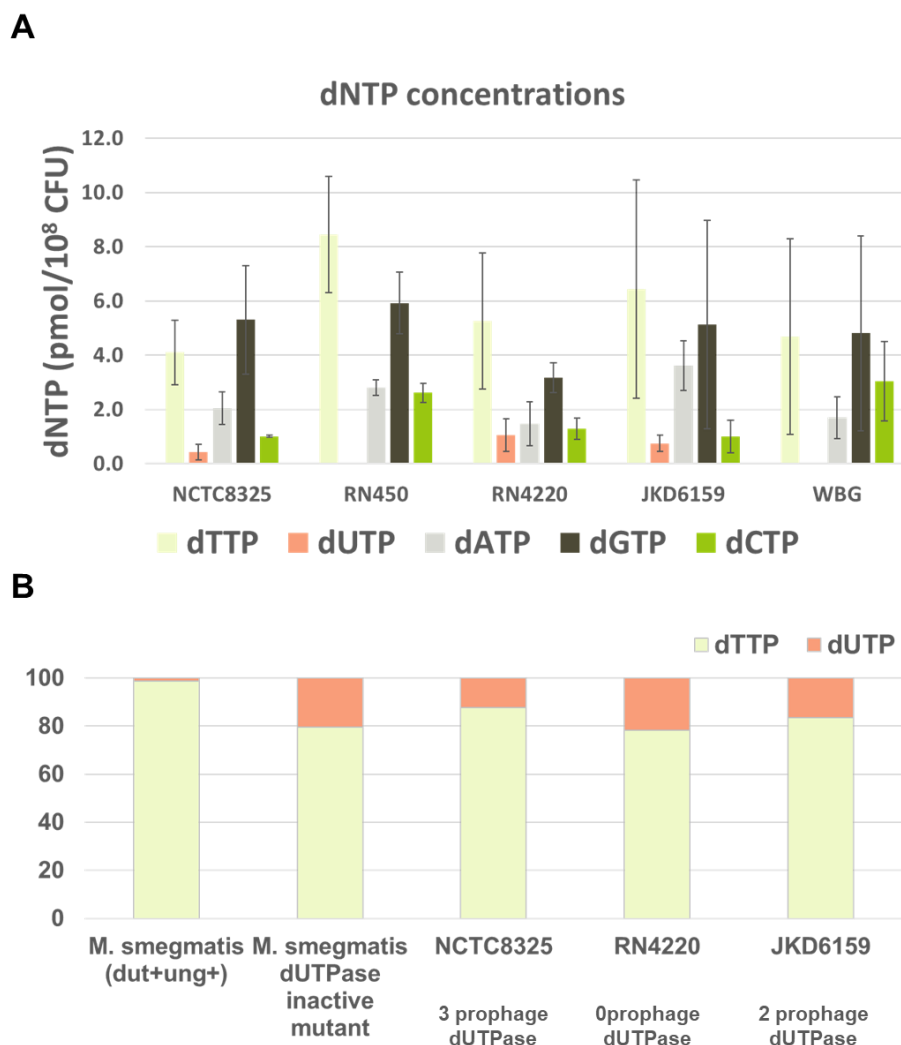 A
dNTP concentrations
dNTP (pmol/10⁸ CFU)
12.0
10.0
8.0
6.0
4.0
2.0
0.0
NCTC8325 RN450 RN4220 JKD6159 WBG
dTTP dUTP dATP dGTP dCTP
B
dTTP dUTP
100
80
60
40
20
0
M. smegmatis
(dut+ung+)
M. smegmatis
dUTPase
inactive
mutant
NCTC8325
3 prophage
dUTPase
RN4220
0prophage
dUTPase
JKD6159
2 prophage
dUTPase